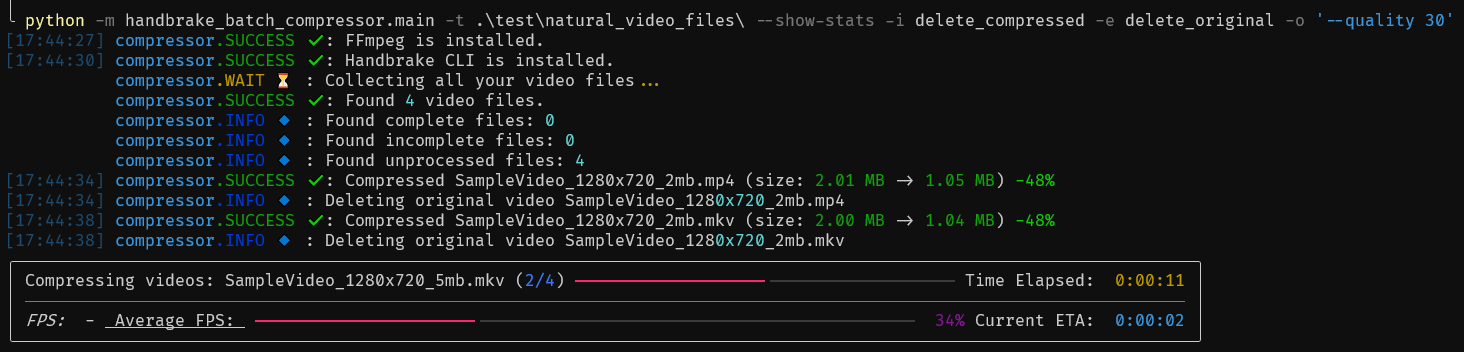 python -m handbrake_batch_compressor.main -t .\test\natural_video_files\ --show-stats -i delete_compressed -e delete_original -o '--quality 30'
[17:44:27] compressor.SUCCESS ✓: FFmpeg is installed.
[17:44:30] compressor.SUCCESS ✓: Handbrake CLI is installed.
compressor.WAIT ⏳ : Collecting all your video files...
compressor.SUCCESS ✓: Found 4 video files.
compressor.INFO 🔹 : Found complete files: 0
compressor.INFO 🔹 : Found incomplete files: 0
compressor.INFO 🔹 : Found unprocessed files: 4
[17:44:34] compressor.SUCCESS ✓: Compressed SampleVideo_1280x720_2mb.mp4 (size: 2.01 MB -> 1.05 MB) -48%
[17:44:34] compressor.INFO 🔹 : Deleting original video SampleVideo_1280x720_2mb.mp4
[17:44:38] compressor.SUCCESS ✓: Compressed SampleVideo_1280x720_2mb.mkv (size: 2.00 MB -> 1.04 MB) -48%
[17:44:38] compressor.INFO 🔹 : Deleting original video SampleVideo_1280x720_2mb.mkv
Compressing videos: SampleVideo_1280x720_5mb.mkv (2/4) Time Elapsed: 0:00:11
FPS: - Average FPS: 34% Current ETA: 0:00:02